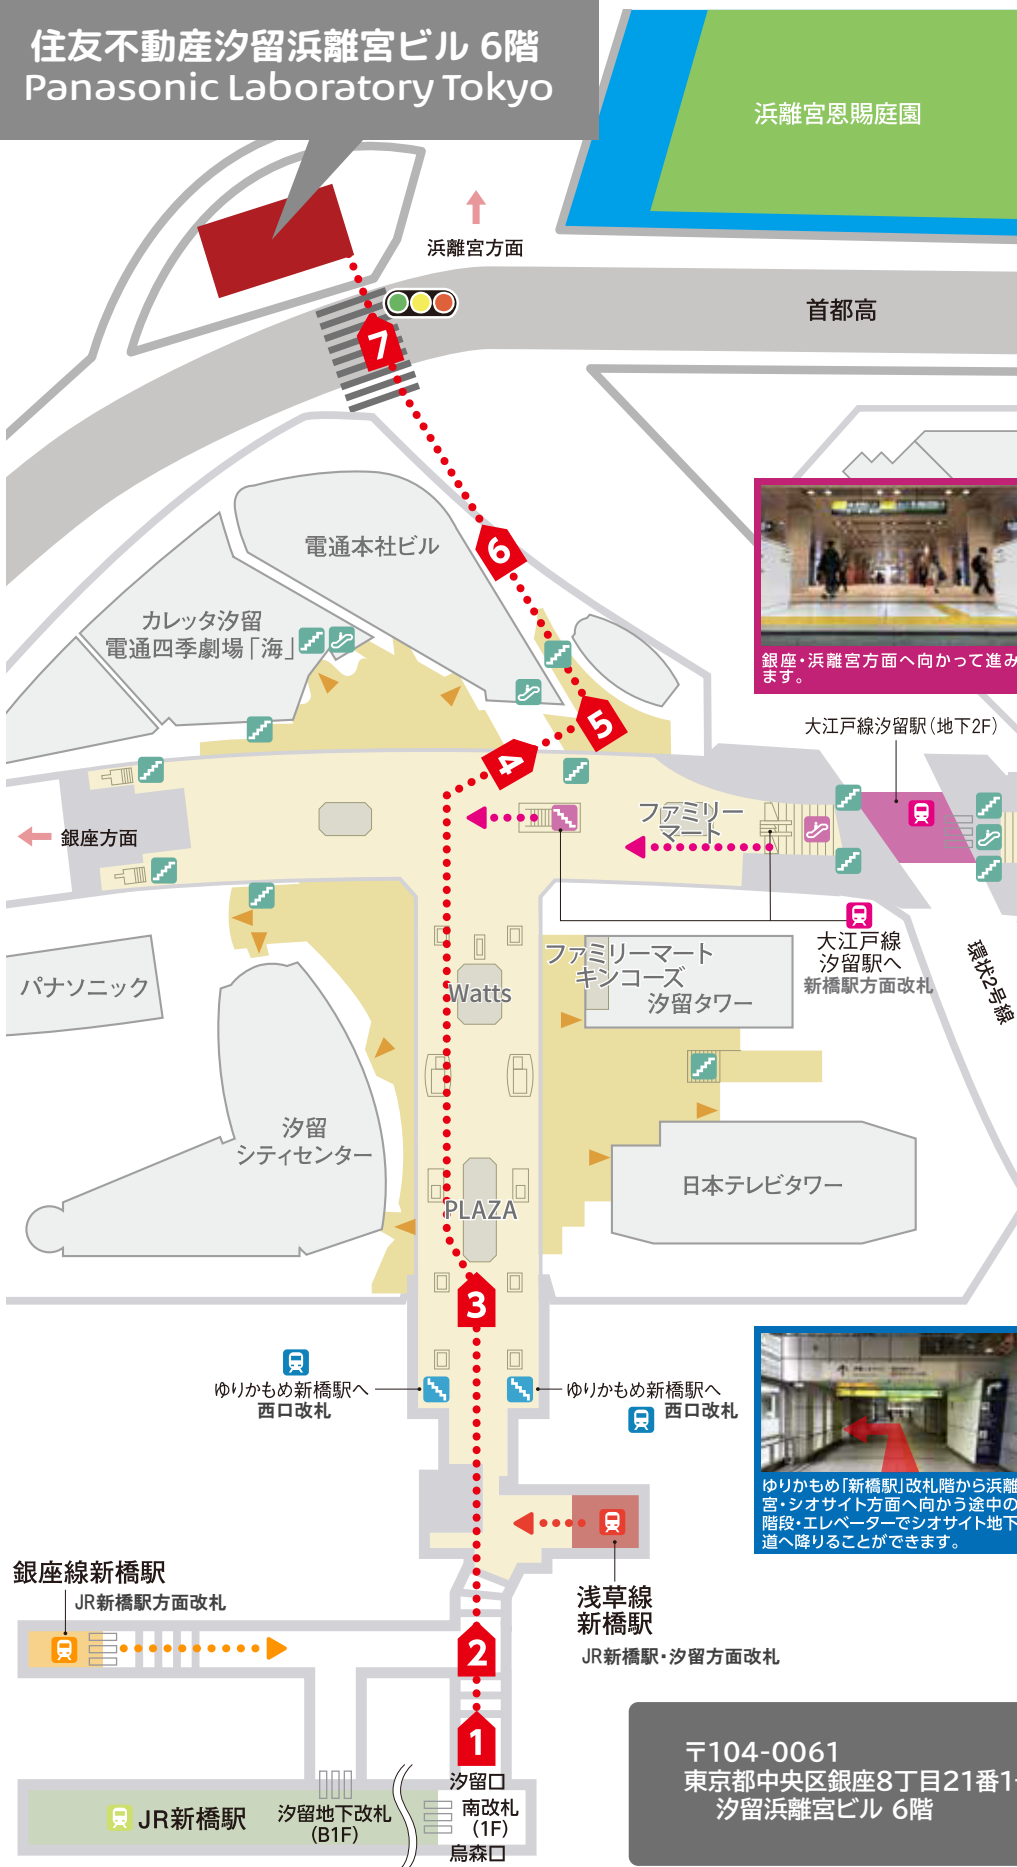 住友不動産汐留浜離宮ビル 6階
Panasonic Laboratory Tokyo
浜離宮恩賜庭園
浜離宮方面
首都高
7
電通本社ビル
6
カレッタ汐留
電通四季劇場「海」
銀座・浜離宮方面へ向かって進み
ます。
5
大江戸線汐留駅(地下2F)
4
ファミリー
マート
銀座方面
大江戸線
汐留駅へ
新橋駅方面改札
環状2号線
ファミリーマート
キンコーズ
汐留タワー
パナソニック
Watts
汐留
シティセンター
日本テレビタワー
PLAZA
3
ゆりかもめ新橋駅へ
西口改札
ゆりかもめ新橋駅へ
西口改札
ゆりかもめ「新橋駅」改札階から浜離
宮・シオサイト方面へ向かう途中の
階段・エレベーターでシオサイト地下
道へ降りることができます。
銀座線新橋駅
JR新橋駅方面改札
浅草線
新橋駅
JR新橋駅・汐留方面改札
2
1
汐留口
JR新橋駅
汐留地下改札
(B1F)
南改札
(1F)
烏森口
〒104-0061
東京都中央区銀座8丁目21番1
汐留浜離宮ビル 6階